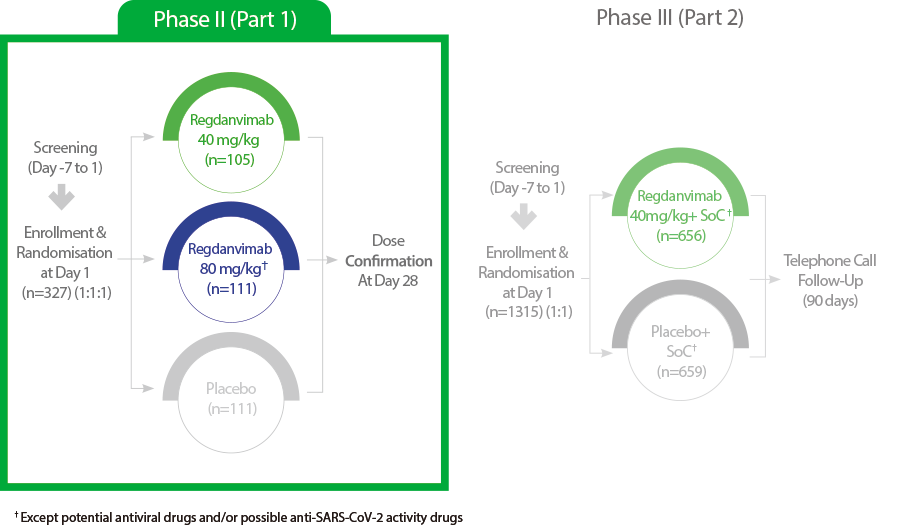 Phase II (Part 1)
Screening
(Day -7 to 1)
Enrollment &
Randomisation
at Day 1
(n=327) (1:1:1)
Regdanvimab
40 mg/kg
(n=105)
Regdanvimab
80 mg/kg†
(n=111)
Placebo
(n=111)
Dose
Confirmation
At Day 28
Phase III (Part 2)
Screening
(Day -7 to 1)
Enrollment &
Randomisation
at Day 1
(n=1315) (1:1)
Regdanvimab
40mg/kg+ SoC†
(n=656)
Placebo+
SoC†
(n=659)
Telephone Call
Follow-Up
(90 days)
† Except potential antiviral drugs and/or possible anti-SARS-CoV-2 activity drugs